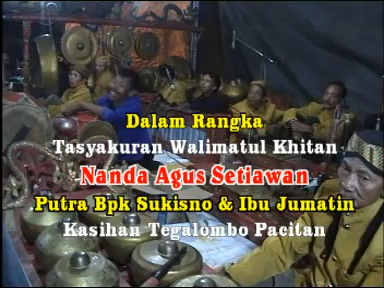 Dalam Rangka
Tasyakuran Walimatul Khitan
Nanda Agus Setiawan
Putra Bpk Sukisno & Ibu Jumatin
Kasihan Tegalombo Pacitan